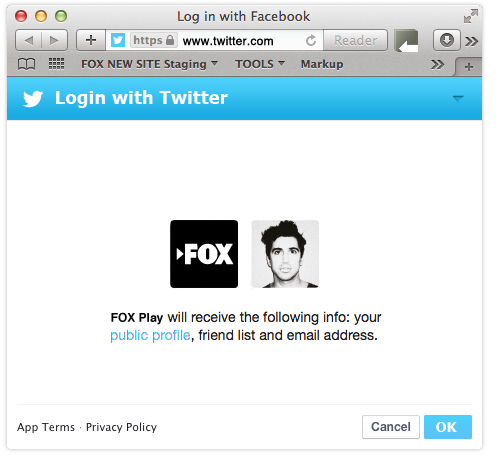 Log in with Facebook
https www.twitter.com Reader
FOX NEW SITE Staging TOOLS Markup
Login with Twitter
FOX
FOX Play will receive the following info: your
public profile, friend list and email address.
App Terms · Privacy Policy Cancel OK